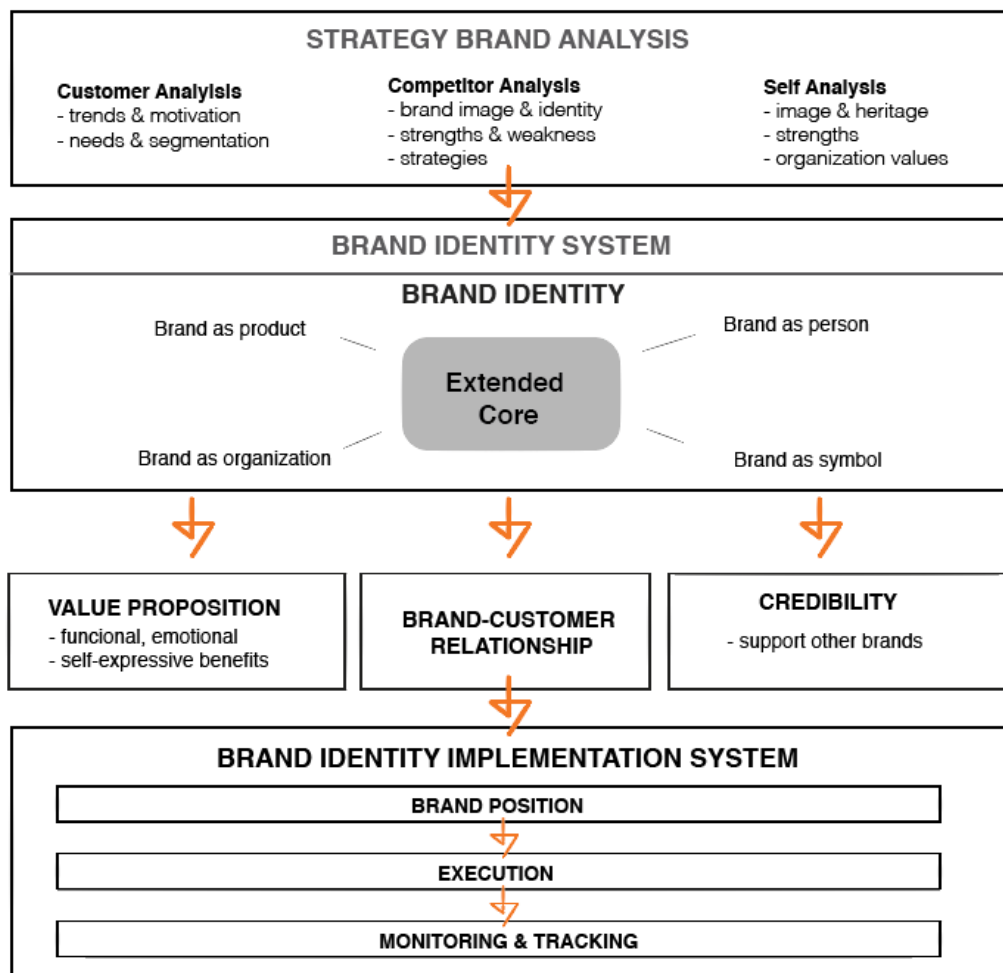 STRATEGY BRAND ANALYSIS
Customer Analyisis
- trends & motivation
- needs & segmentation
Competitor Analysis
- brand image & identity
- strengths & weakness
- strategies
Self Analysis
- image & heritage
- strengths
- organization values
BRAND IDENTITY SYSTEM
BRAND IDENTITY
Brand as product
Brand as person
Extended
Core
Brand as organization
Brand as symbol
VALUE PROPOSITION
- funcional, emotional
- self-expressive benefits
BRAND-CUSTOMER
RELATIONSHIP
CREDIBILITY
- support other brands
BRAND IDENTITY IMPLEMENTATION SYSTEM
BRAND POSITION
EXECUTION
MONITORING & TRACKING